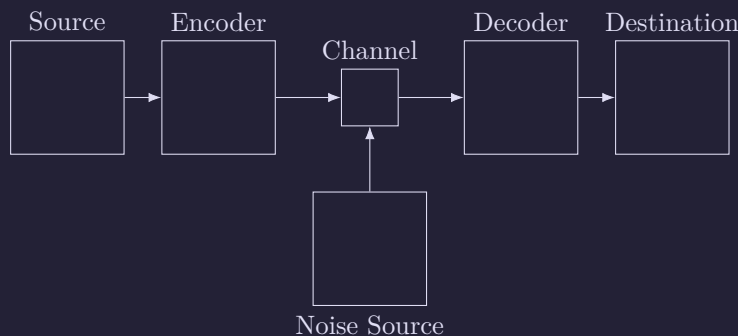 Source
Encoder
Channel
Decoder
Destination
Noise Source